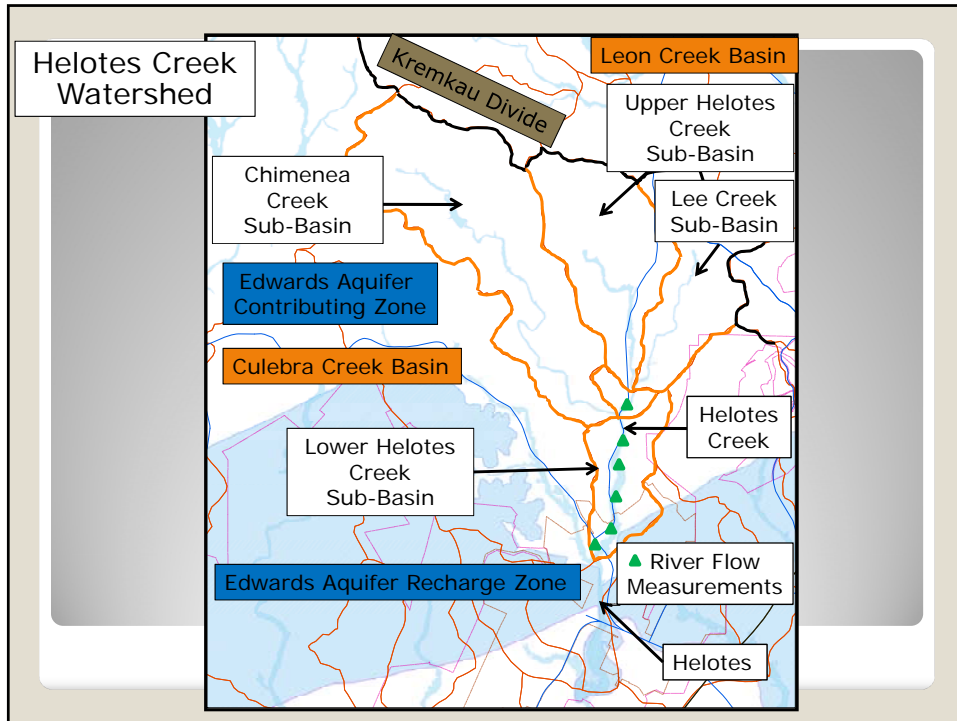 Helotes Creek
Watershed
Kremkau Divide
Leon Creek Basin
Upper Helotes
Creek
Sub-Basin
Chimenea
Creek
Sub-Basin
Lee Creek
Sub-Basin
Edwards Aquifer
Contributing Zone
Culebra Creek Basin
Helotes
Creek
Lower Helotes
Creek
Sub-Basin
Edwards Aquifer Recharge Zone
River Flow
Measurements
Helotes